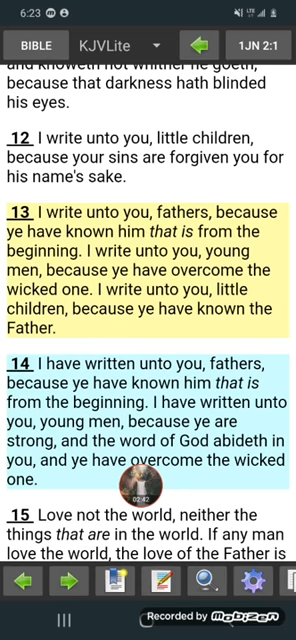 6:23
LTE
BIBLE KJVLite 1JN 2:1
and knoweth not whither he goeth,
because that darkness hath blinded
his eyes.
12 I write unto you, little children,
because your sins are forgiven you for
his name's sake.
13 I write unto you, fathers, because
ye have known him that is from the
beginning. I write unto you, young
men, because ye have overcome the
wicked one. I write unto you, little
children, because ye have known the
Father.
14 I have written unto you, fathers,
because ye have known him that is
from the beginning. I have written unto
you, young men, because ye are
strong, and the word of God abideth in
you, and ye have overcome the wicked
one.
02:42
15 Love not the world, neither the
things that are in the world. If any man
love the world, the love of the Father is
Recorded by mobizen